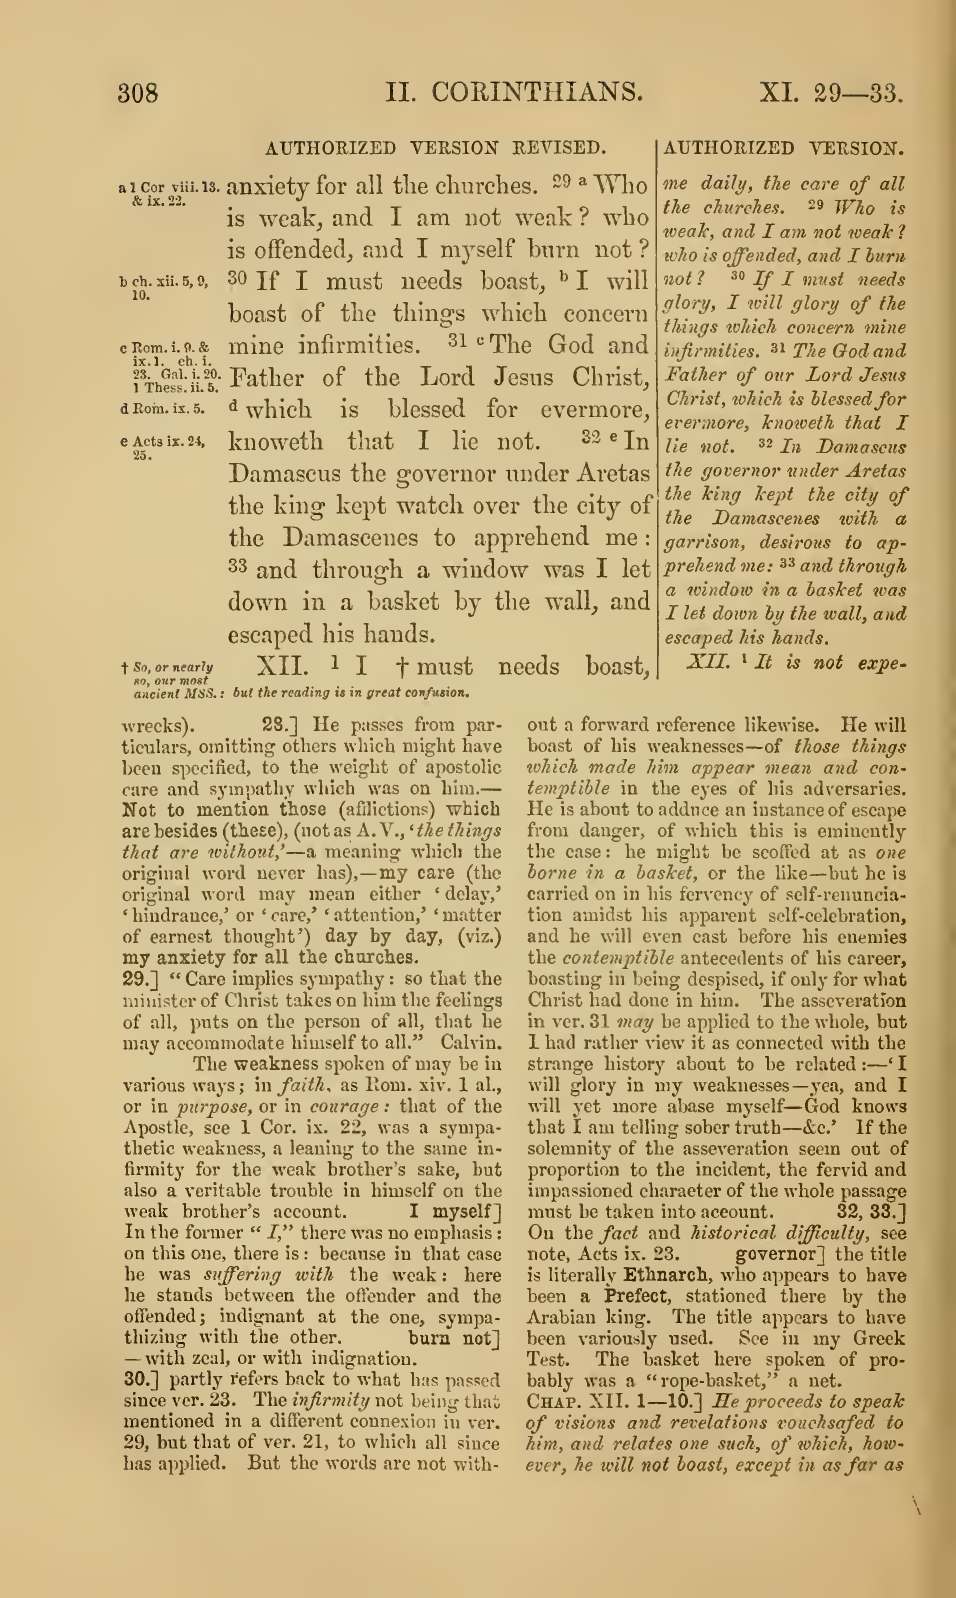 308 II. CORINTHIANS. XI. 29—33.
AUTHORIZED VERSION REVISED.
a 1 Cor viii. 13.
& ix. 22.
b ch. xii. 5, 9,
10.
c Rom. i. 9. &
ix. 1. ch. i.
23. Gal. i. 20.
1 Thess. ii. 5.
d Rom. ix. 5.
e Acts ix. 24,
25.
anxiety for all the churches. 29 a Who
is weak, and I am not weak? who
is offended, and I myself burn not?
30 If I must needs boast, b I will
boast of the things which concern
mine infirmities. 31 c The God and
Father of the Lord Jesus Christ,
d which is blessed for evermore,
knoweth that I lie not. 32 e In
Damascus the governor under Aretas
the king kept watch over the city of
the Damascenes to apprehend me:
33 and through a window was I let
down in a basket by the wall, and
escaped his hands.
XII. 1 I † must needs boast,
† So, or nearly
so, our most
ancient MSS.: but the reading is in great confusion.
AUTHORIZED VERSION.
me daily, the care of all
the churches. 29 Who is
weak, and I am not weak?
who is offended, and I burn
not? 30 If I must needs
glory, I will glory of the
things which concern mine
infirmities. 31 The God and
Father of our Lord Jesus
Christ, which is blessed for
evermore, knoweth that I
lie not. 32 In Damascus
the governor under Aretas
the king kept the city of
the Damascenes with a
garrison, desirous to ap-
prehend me: 33 and through
a window in a basket was
I let down by the wall, and
escaped his hands.
XII. 1 It is not expe-
wrecks). 28.] He passes from par-
ticulars, omitting others which might have
been specified, to the weight of apostolic
care and sympathy which was on him.—
Not to mention those (afflictions) which
are besides (these), (not as A.V., ‘the things
that are without,’—a meaning which the
original word never has),—my care (the
original word may mean either ‘delay,’
‘hindrance,’ or ‘care,’ ‘attention,’ ‘matter
of earnest thought’) day by day, (viz.)
my anxiety for all the churches.
29.] “Care implies sympathy: so that the
minister of Christ takes on him the feelings
of all, puts on the person of all, that he
may accommodate himself to all.” Calvin.
The weakness spoken of may be in
various ways; in faith, as Rom. xiv. 1 al.,
or in purpose, or in courage: that of the
Apostle, see 1 Cor. ix. 22, was a sympa-
thetic weakness, a leaning to the same in-
firmity for the weak brother’s sake, but
also a veritable trouble in himself on the
weak brother’s account. I myself]
In the former “I,” there was no emphasis:
on this one, there is: because in that case
he was suffering with the weak: here
he stands between the offender and the
offended; indignant at the one, sympa-
thizing with the other. burn not]
—with zeal, or with indignation.
30.] partly refers back to what has passed
since ver. 23. The infirmity not being that
mentioned in a different connexion in ver.
29, but that of ver. 21, to which all since
has applied. But the words are not with-
out a forward reference likewise. He will
boast of his weaknesses—of those things
which made him appear mean and con-
temptible in the eyes of his adversaries.
He is about to adduce an instance of escape
from danger, of which this is eminently
the case: he might be scoffed at as one
borne in a basket, or the like—but he is
carried on in his fervency of self-renuncia-
tion amidst his apparent self-celebration,
and he will even cast before his enemies
the contemptible antecedents of his career,
boasting in being despised, if only for what
Christ had done in him. The asseveration
in ver. 31 may be applied to the whole, but
I had rather view it as connected with the
strange history about to be related:—‘I
will glory in my weaknesses—yea, and I
will yet more abase myself—God knows
that I am telling sober truth—&c.’ If the
solemnity of the asseveration seem out of
proportion to the incident, the fervid and
impassioned character of the whole passage
must be taken into account. 32, 33.]
On the fact and historical difficulty, see
note, Acts ix. 23. governor] the title
is literally Ethnarch, who appears to have
been a Prefect, stationed there by the
Arabian king. The title appears to have
been variously used. See in my Greek
Test. The basket here spoken of pro-
bably was a “rope-basket,” a net.
CHAP. XII. 1—10.] He proceeds to speak
of visions and revelations vouchsafed to
him, and relates one such, of which, how-
ever, he will not boast, except in as far as